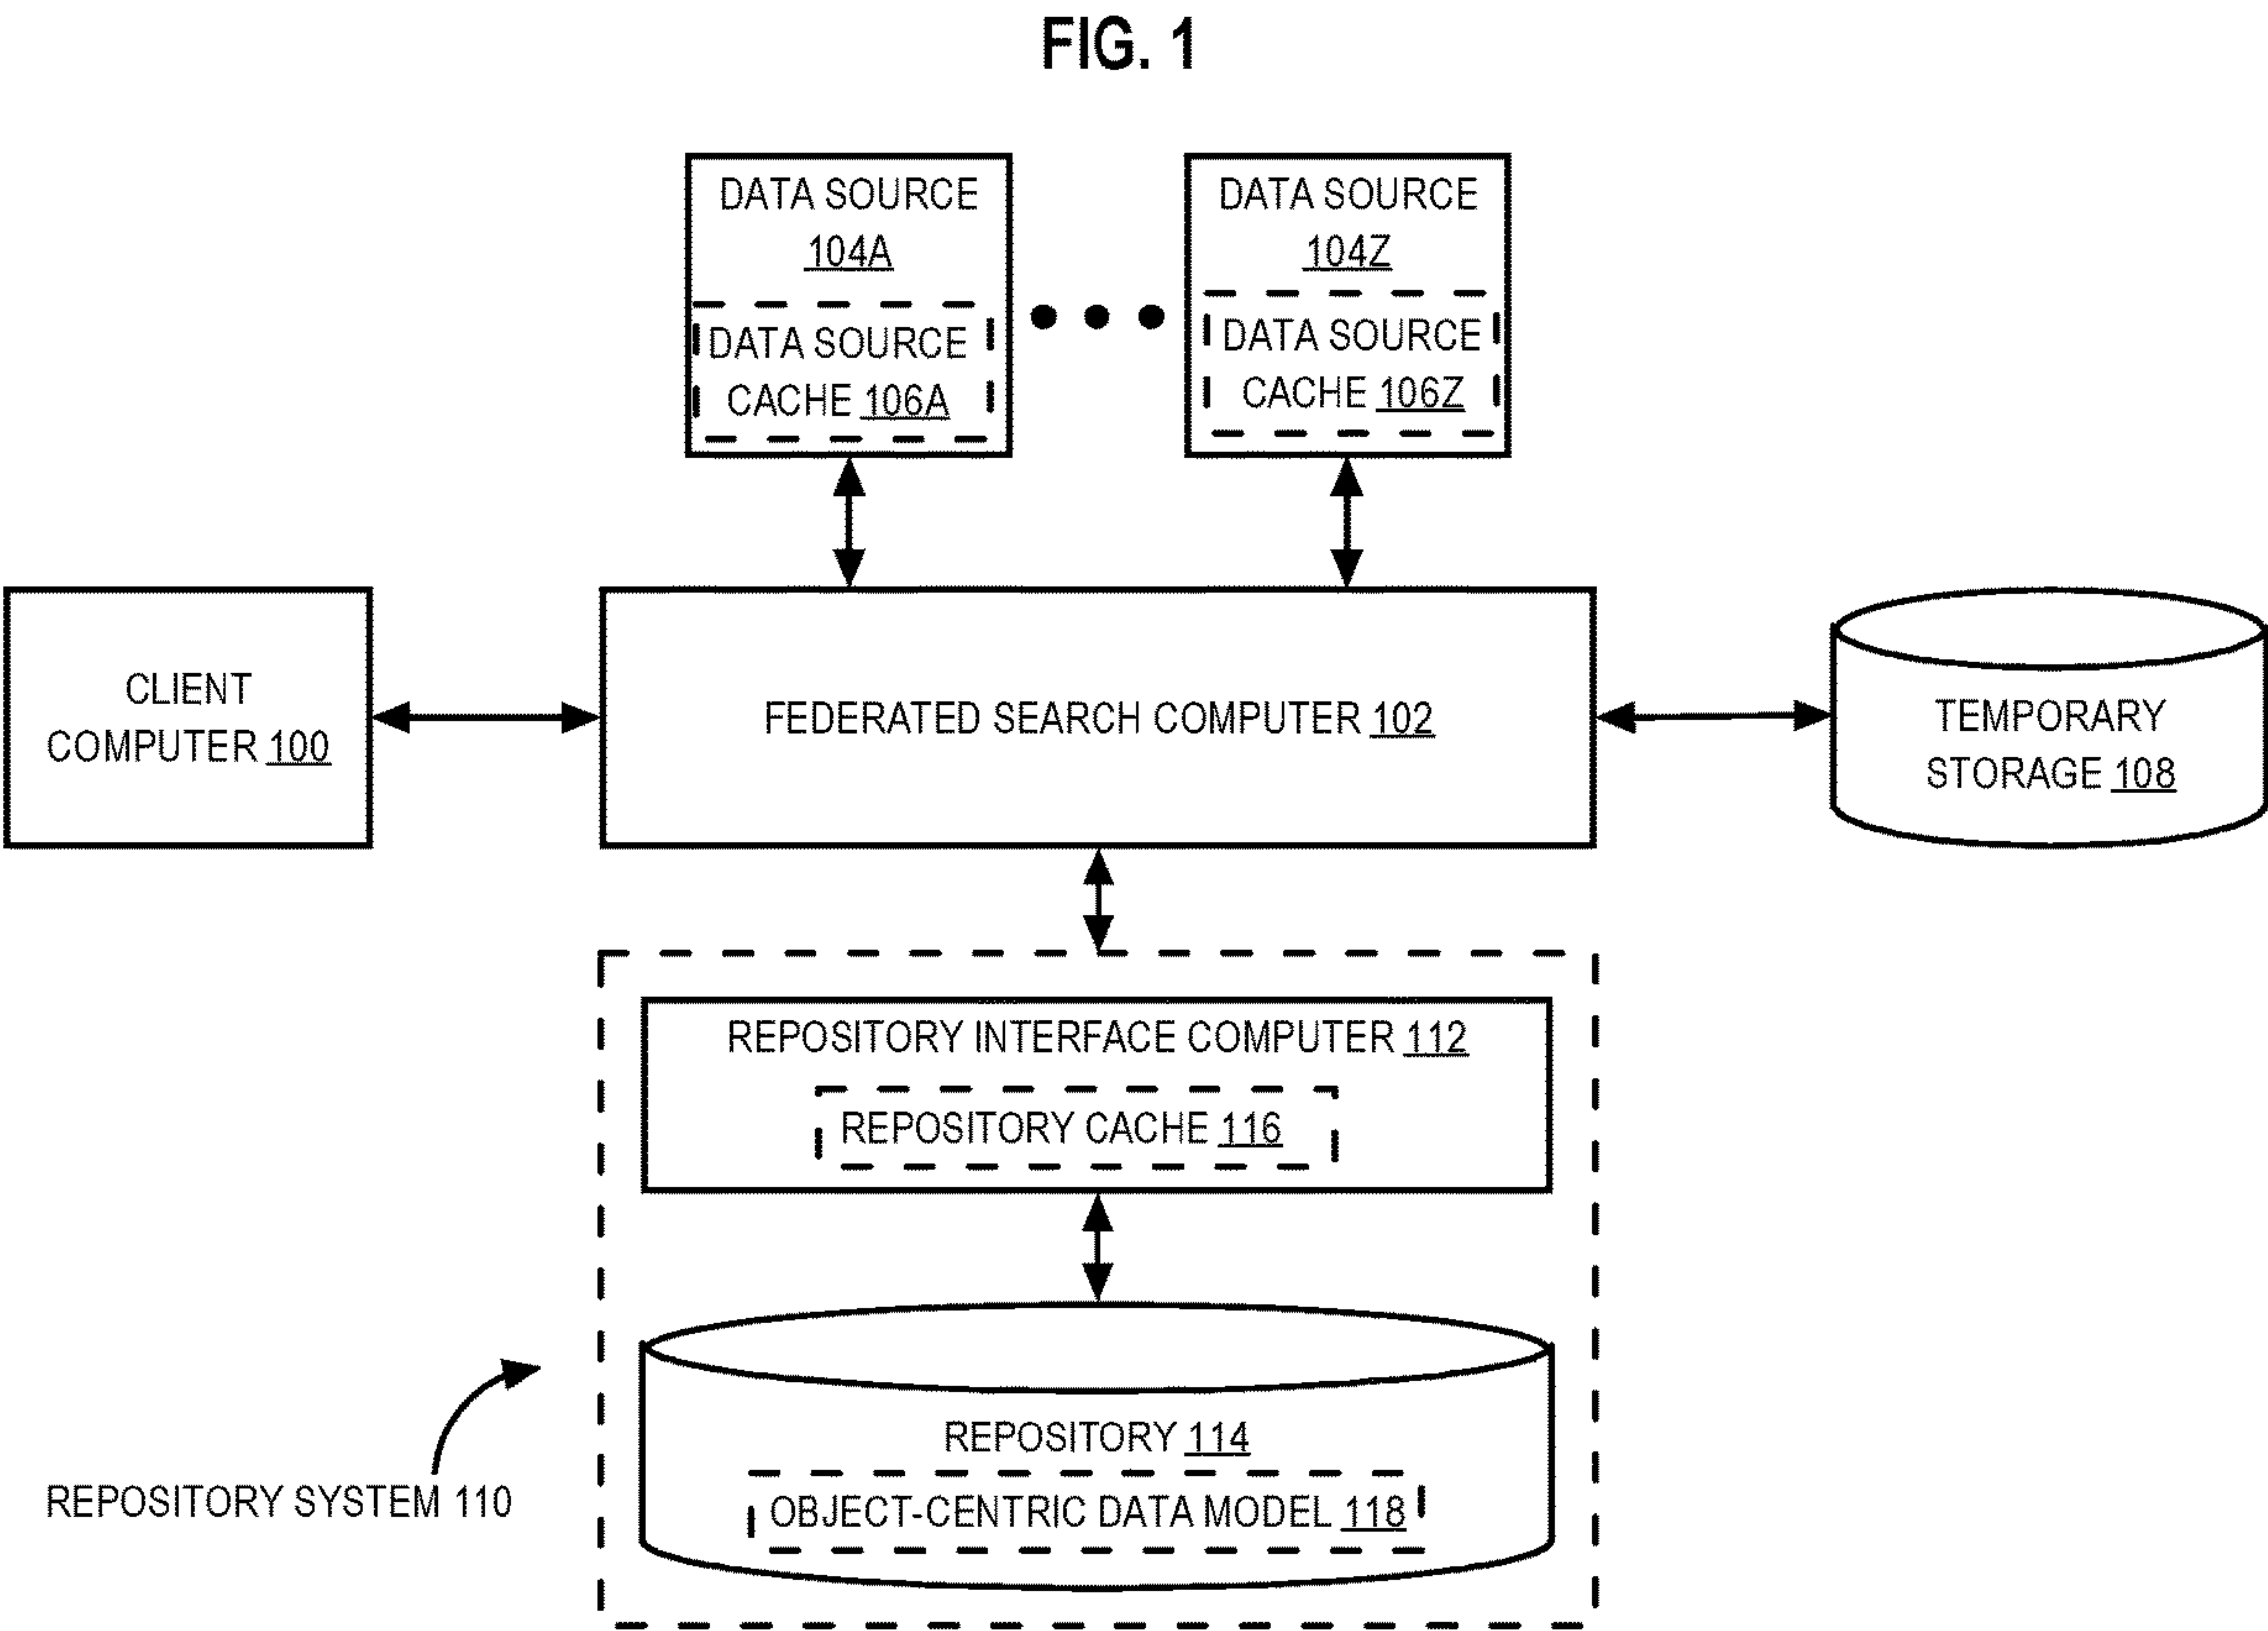 FIG. 1
DATA SOURCE
104A
DATA SOURCE
CACHE 106A
DATA SOURCE
104Z
DATA SOURCE
CACHE 106Z
CLIENT
COMPUTER 100
FEDERATED SEARCH COMPUTER 102
TEMPORARY
STORAGE 108
REPOSITORY INTERFACE COMPUTER 112
REPOSITORY CACHE 116
REPOSITORY 114
OBJECT-CENTRIC DATA MODEL 118
REPOSITORY SYSTEM 110